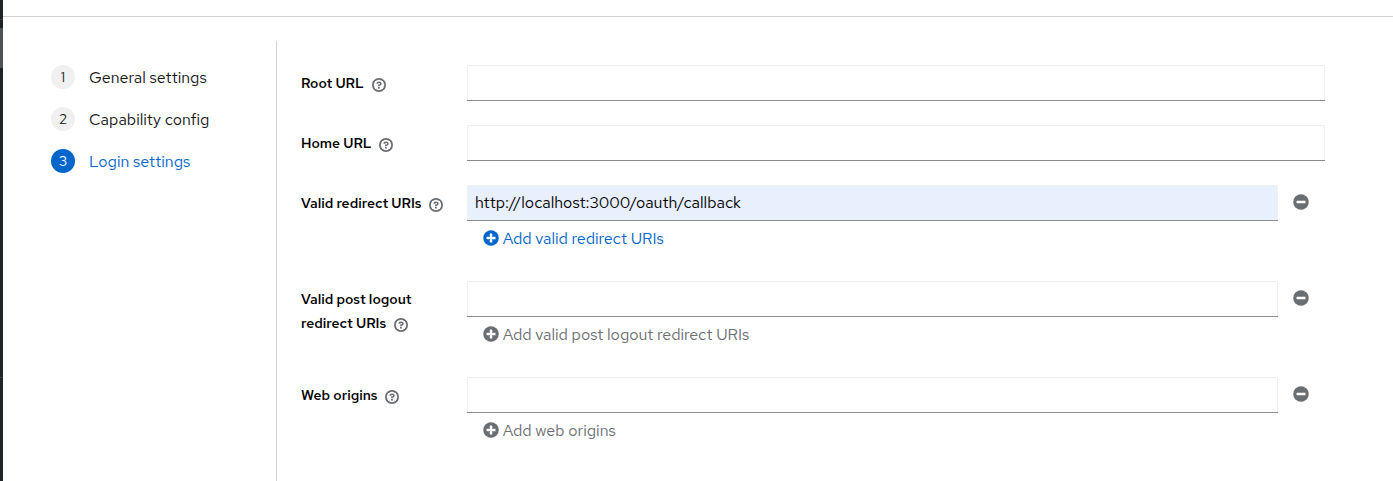 1 General settings
2 Capability config
3 Login settings
Root URL ?
Home URL ?
Valid redirect URIs ? http://localhost:3000/oauth/callback
Add valid redirect URIs
Valid post logout
redirect URIs ?
Add valid post logout redirect URIs
Web origins ?
Add web origins